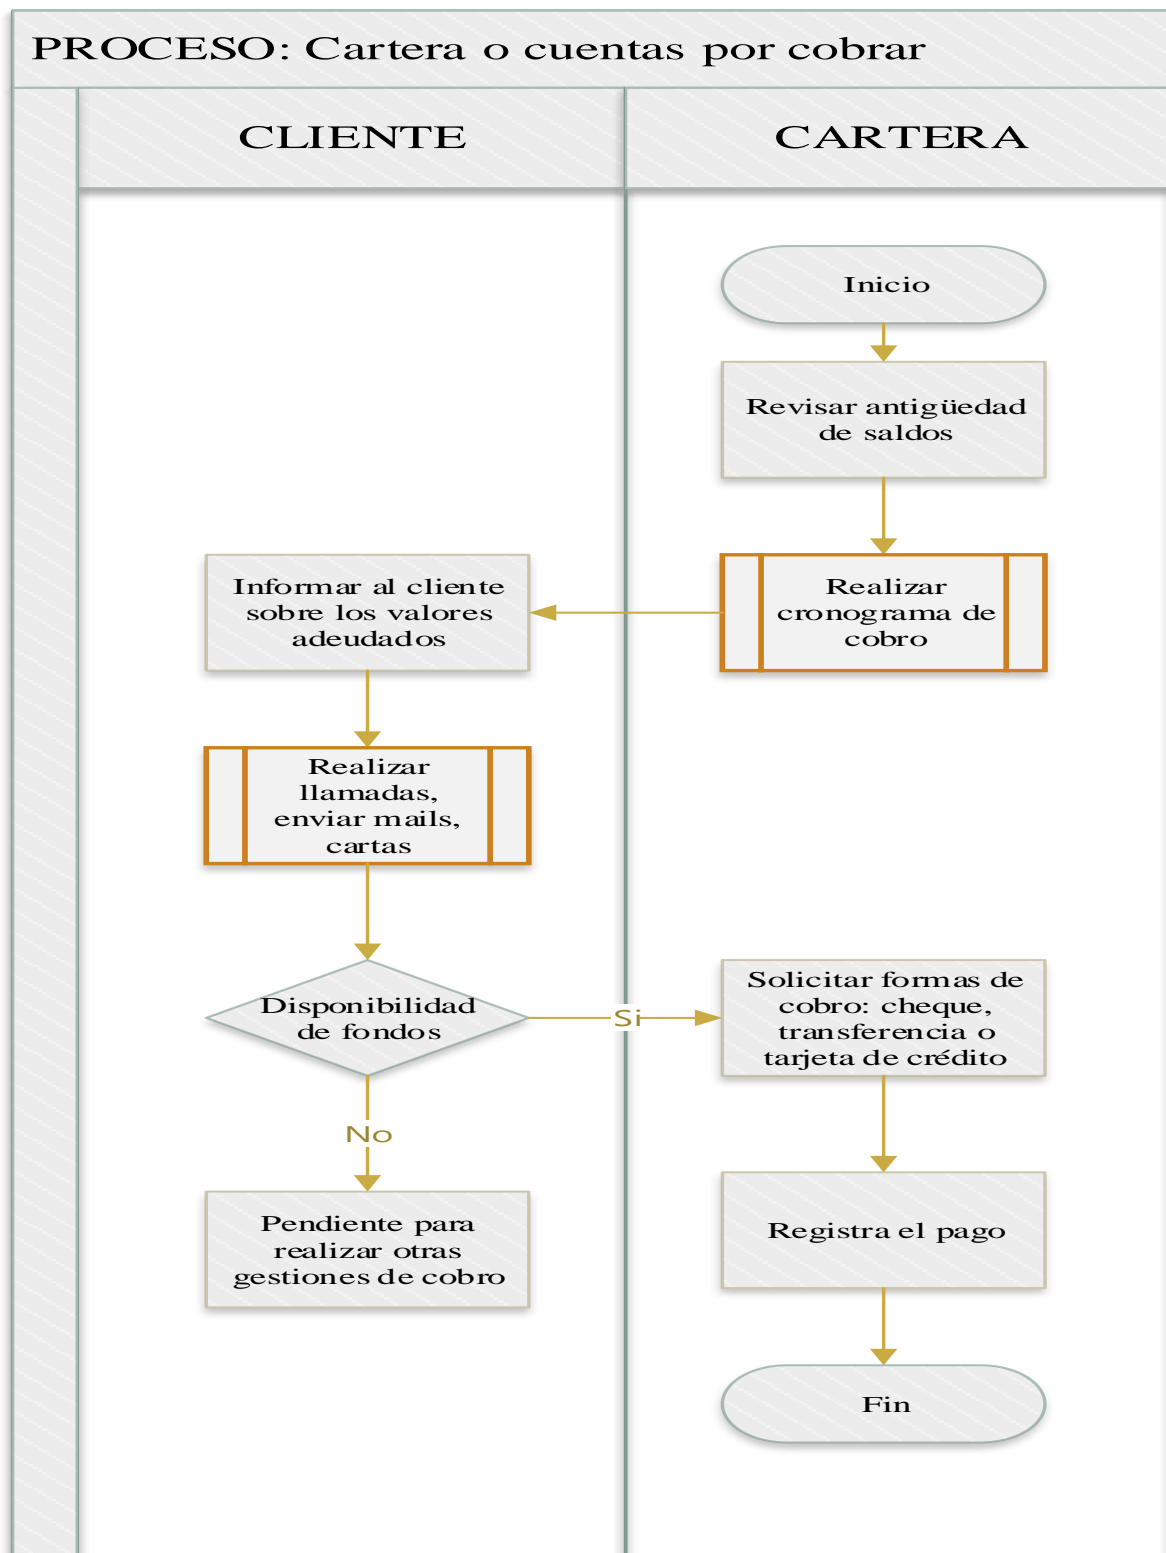 PROCESO: Cartera o cuentas por cobrar
CLIENTE
CARTERA
Inicio
Revisar antigüedad
de saldos
Realizar
cronograma de
cobro
Informar al cliente
sobre los valores
adeudados
Realizar
llamadas,
enviar mails,
cartas
Disponibilidad
de fondos
Si
Solicitar formas de
cobro: cheque,
transferencia o
tarjeta de crédito
No
Pendiente para
realizar otras
gestiones de cobro
Registra el pago
Fin